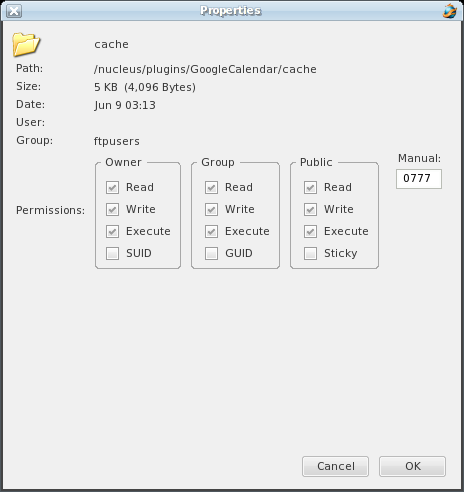 Properties
cache
Path: /nucleus/plugins/GoogleCalendar/cache
Size: 5 KB (4,096 Bytes)
Date: Jun 9 03:13
User:
Group: ftpusers
Permissions:
Owner
Read
Write
Execute
SUID
Group
Read
Write
Execute
GUID
Public
Read
Write
Execute
Sticky
Manual:
0777
Cancel OK